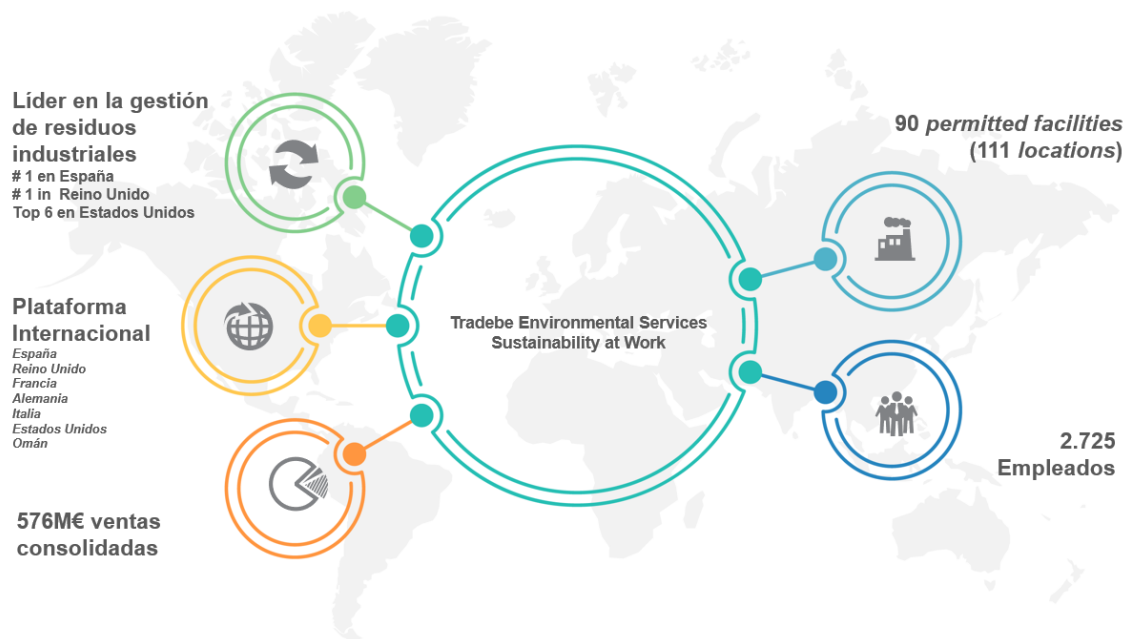 Líder en la gestión
de residuos
industriales
# 1 en España
# 1 in Reino Unido
Top 6 en Estados Unidos
Plataforma
Internacional
España
Reino Unido
Francia
Alemania
Italia
Estados Unidos
Omán
576M€ ventas
consolidadas
Tradebe Environmental Services
Sustainability at Work
90 permitted facilities
(111 locations)
2.725
Empleados